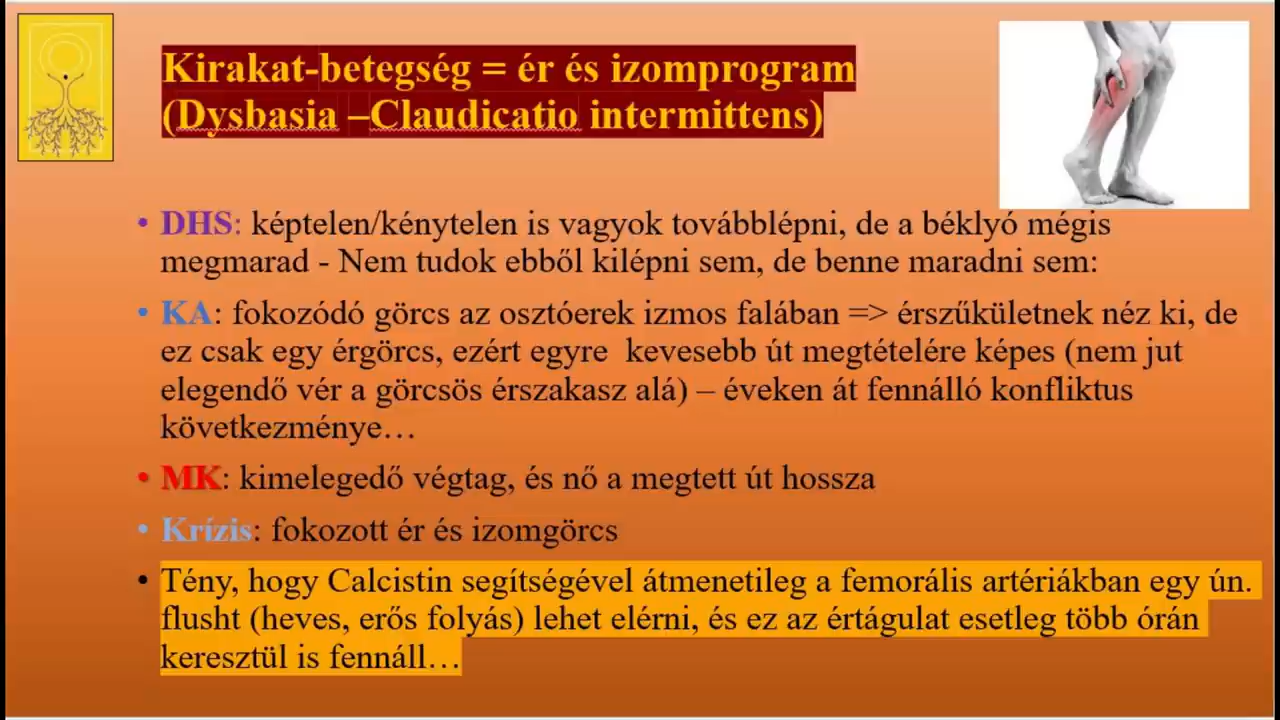 Kirakat-betegség = ér és izomprogram
(Dysbasia –Claudicatio intermittens)
• DHS: képtelen/kénytelen is vagyok továbblépni, de a béklyó mégis
megmarad - Nem tudok ebből kilépni sem, de benne maradni sem:
• KA: fokozódó görcs az osztóerek izmos falában => érszűkületnek néz ki, de
ez csak egy érgörcs, ezért egyre kevesebb út megtételére képes (nem jut
elegendő vér a görcsös érszakasz alá) – éveken át fennálló konfliktus
következménye…
• MK: kimelegedő végtag, és nő a megtett út hossza
• Krízis: fokozott ér és izomgörcs
• Tény, hogy Calcistin segítségével átmenetileg a femorális artériákban egy ún.
flusht (heves, erős folyás) lehet elérni, és ez az értágulat esetleg több órán
keresztül is fennáll…